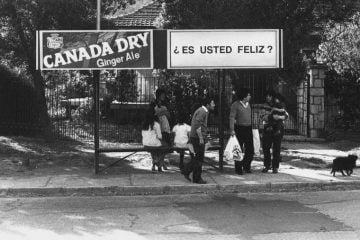 CANADA DRY
Ginger Ale
¿ ES USTED FELIZ ?